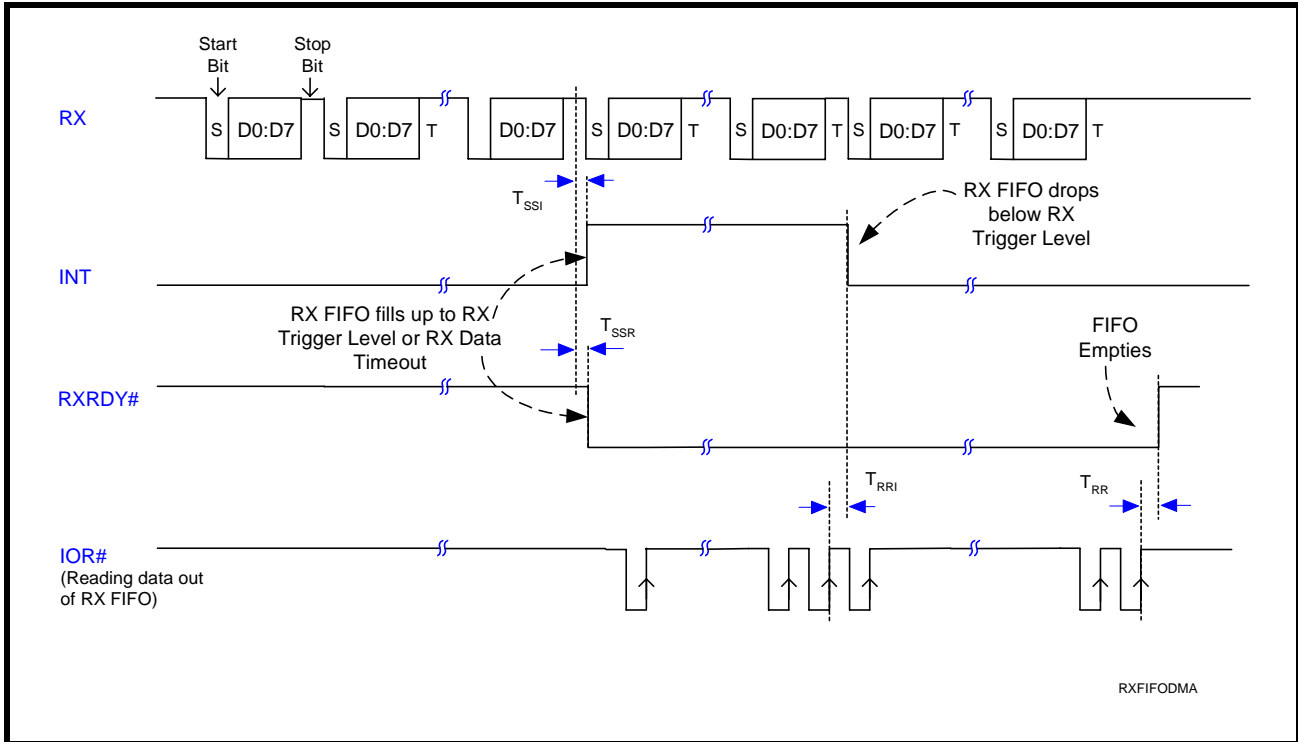 Start
Bit
Stop
Bit
RX
S D0:D7 S D0:D7 T D0:D7 S D0:D7 T S D0:D7 T S D0:D7 T S D0:D7 T
TSSI
RX FIFO drops
below RX
Trigger Level
INT
RX FIFO fills up to RX
Trigger Level or RX Data
Timeout
TSSR
FIFO
Empties
RXRDY#
TRRI
TRR
IOR#
(Reading data out
of RX FIFO)
RXFIFODMA